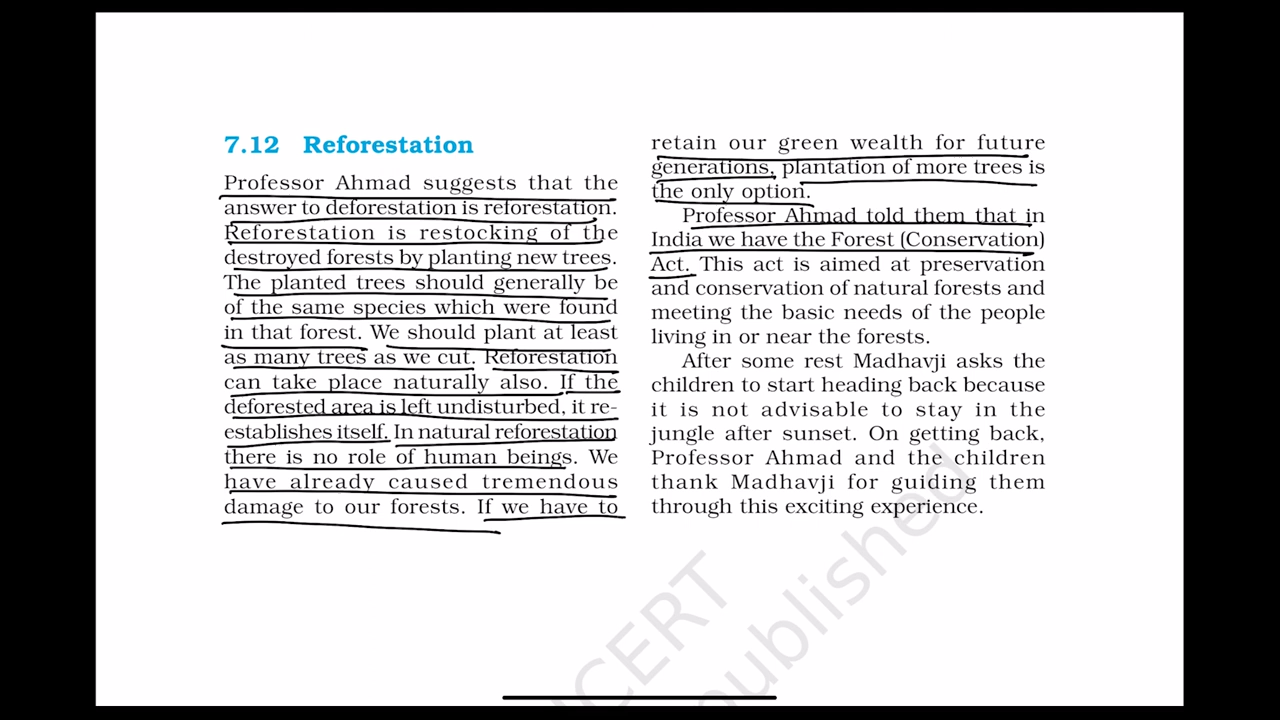 7.12 Reforestation
Professor Ahmad suggests that the
answer to deforestation is reforestation.
Reforestation is restocking of the
destroyed forests by planting new trees.
The planted trees should generally be
of the same species which were found
in that forest. We should plant at least
as many trees as we cut. Reforestation
can take place naturally also. If the
deforested area is left undisturbed, it re-
establishes itself. In natural reforestation
there is no role of human beings. We
have already caused tremendous
damage to our forests. If we have to
retain our green wealth for future
generations, plantation of more trees is
the only option.
Professor Ahmad told them that in
India we have the Forest (Conservation)
Act. This act is aimed at preservation
and conservation of natural forests and
meeting the basic needs of the people
living in or near the forests.
After some rest Madhavji asks the
children to start heading back because
it is not advisable to stay in the
jungle after sunset. On getting back,
Professor Ahmad and the children
thank Madhavji for guiding them
through this exciting experience.
CERT
published